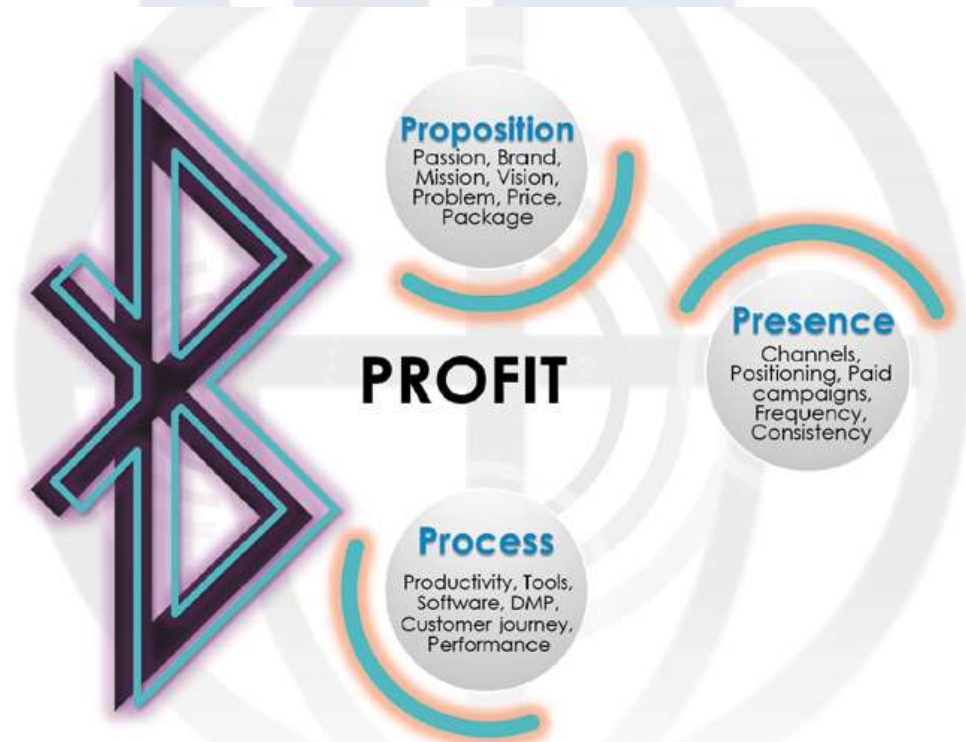 Proposition
Passion, Brand,
Mission, Vision,
Problem, Price,
Package
Presence
Channels,
Positioning, Paid
campaigns,
Frequency,
Consistency
PROFIT
Process
Productivity, Tools,
Software, DMP,
Customer journey,
Performance